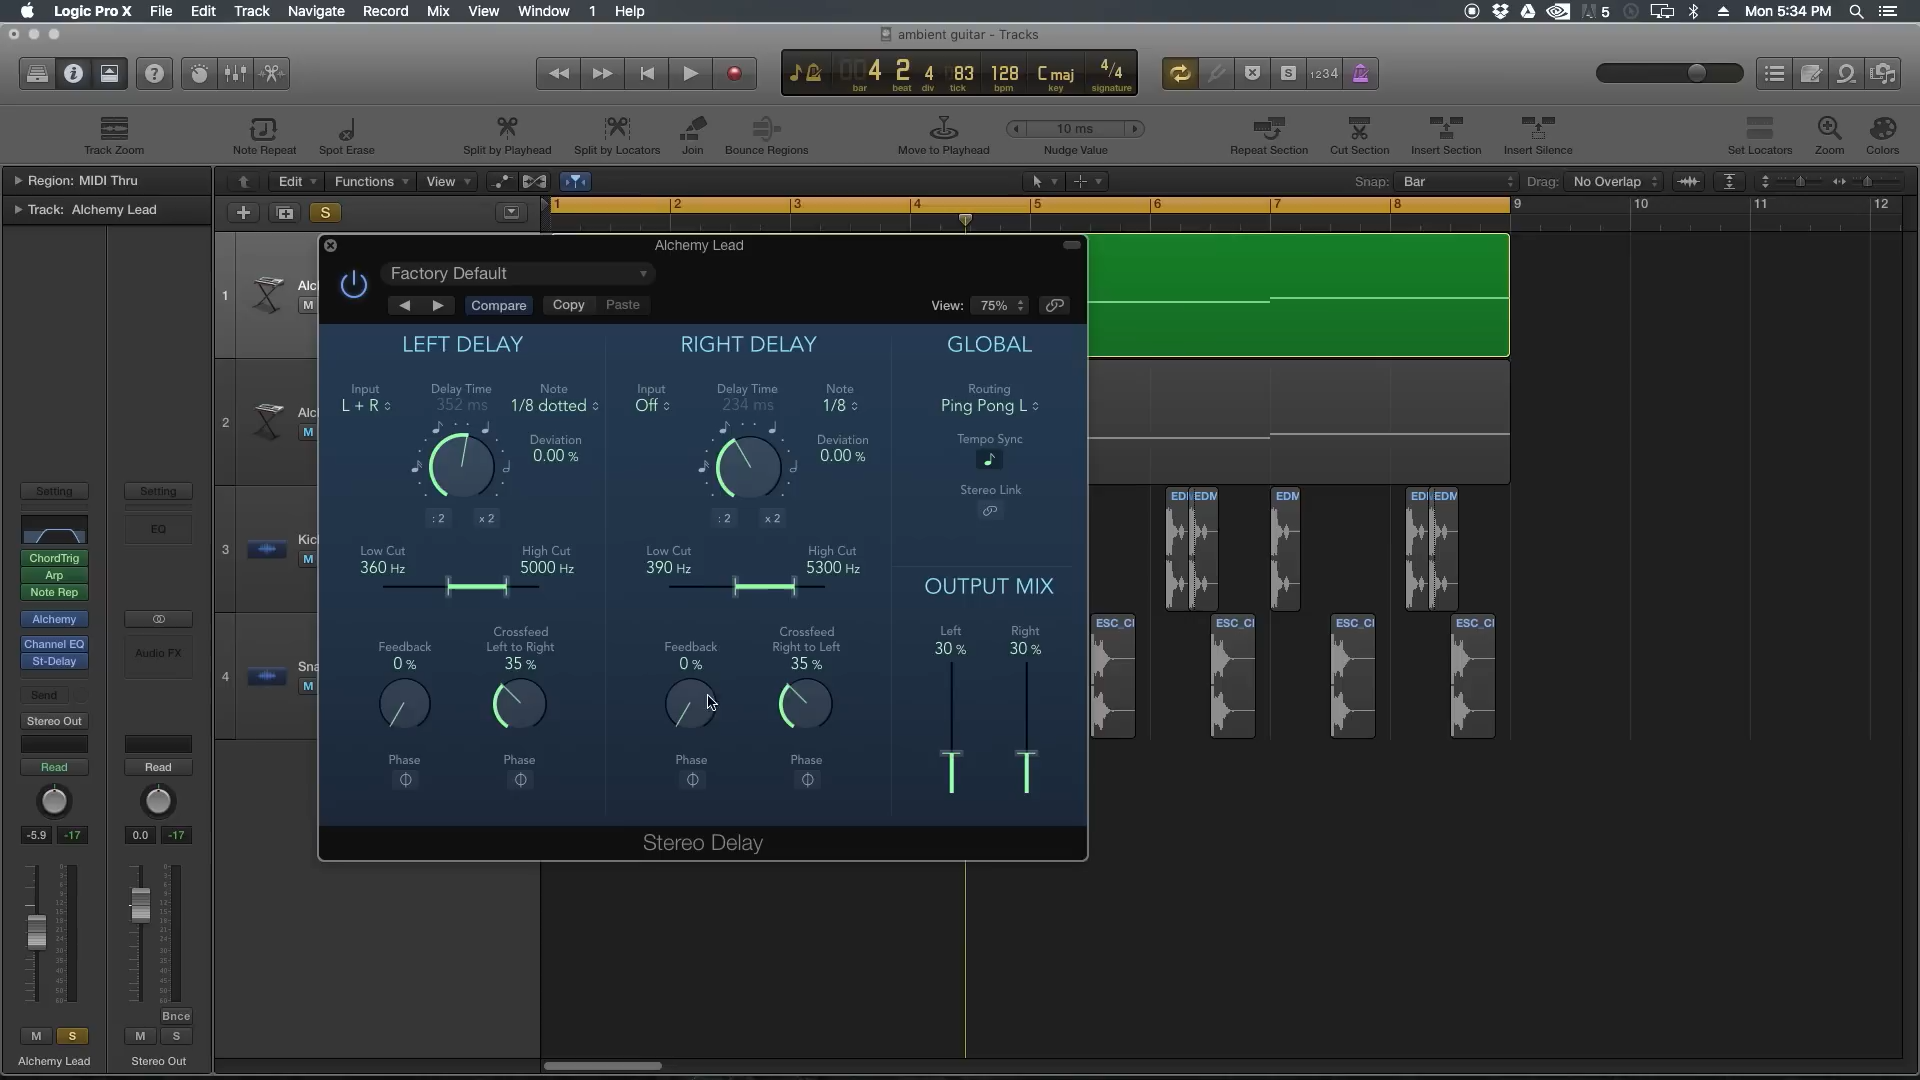 Logic Pro X File Edit Track Navigate Record Mix View Window 1 Help 5 Mon 5:34 PM
ambient guitar - Tracks
4 2 4 83 128 C maj 4/4 1234
bar beat div tick bpm key signature
10 ms
Track Zoom Note Repeat Spot Erase Split by Playhead Split by Locators Join Bounce Regions Move to Playhead Nudge Value Repeat Section Cut Section Insert Section Insert Silence Set Locators Zoom Colors
Region: MIDI Thru Edit Functions View Snap: Bar Drag: No Overlap
Track: Alchemy Lead S 1 2 3 4 5 6 7 8 9 10 11 12
Alchemy Lead
Factory Default
Compare Copy Paste View: 75%
LEFT DELAY RIGHT DELAY GLOBAL
Input Delay Time Note Input Delay Time Note Routing
L + R 352 ms 1/8 dotted Off 234 ms 1/8 Ping Pong L
Deviation Deviation Tempo Sync
0.00 % 0.00 %
Stereo Link
: 2 x 2 : 2 x 2
Low Cut High Cut Low Cut High Cut
360 Hz 5000 Hz 390 Hz 5300 Hz
OUTPUT MIX
Crossfeed Crossfeed Left Right
Feedback Left to Right Feedback Right to Left 30 % 30 %
0 % 35 % 0 % 35 %
Phase Phase Phase Phase
Stereo Delay
1 Alc
M
2 Alc
M
3 Kic
M
4 Sna
M
EDM EDM
ESC_Cl ESC_Cl ESC_Cl ESC_Cl
Setting Setting
EQ
ChordTrig
Arp
Note Rep
Alchemy
Channel EQ Audio FX
St-Delay
Send
Stereo Out
Read Read
-5.9 -17 0.0 -17
Bnce
M S M S
Alchemy Lead Stereo Out